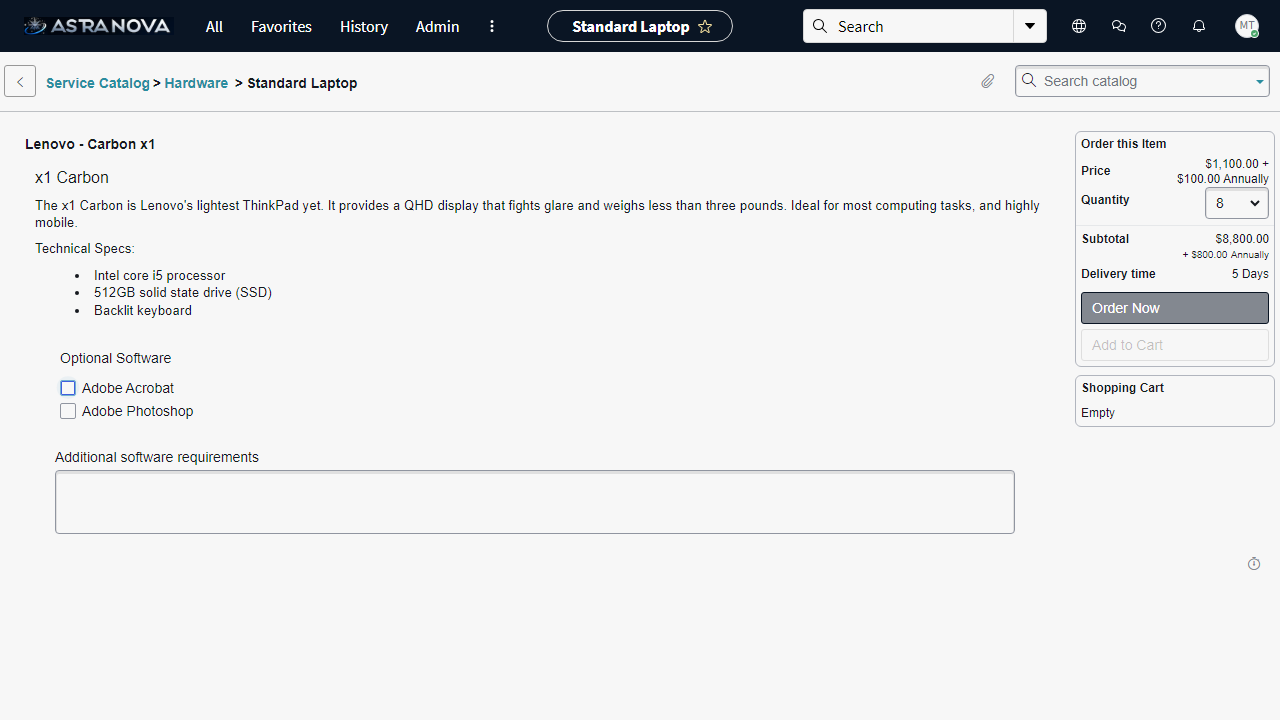 ASTRANOVA
All
Favorites
History
Admin
Standard Laptop
Search
MT
Service Catalog > Hardware > Standard Laptop
Search catalog
Lenovo - Carbon x1
x1 Carbon
The x1 Carbon is Lenovo's lightest ThinkPad yet. It provides a QHD display that fights glare and weighs less than three pounds. Ideal for most computing tasks, and highly
mobile.
Technical Specs:
• Intel core i5 processor
• 512GB solid state drive (SSD)
• Backlit keyboard
Optional Software
Adobe Acrobat
Adobe Photoshop
Additional software requirements
Order this Item
Price $1,100.00 +
$100.00 Annually
Quantity 8
Subtotal $8,800.00
+ $800.00 Annually
Delivery time 5 Days
Order Now
Add to Cart
Shopping Cart
Empty